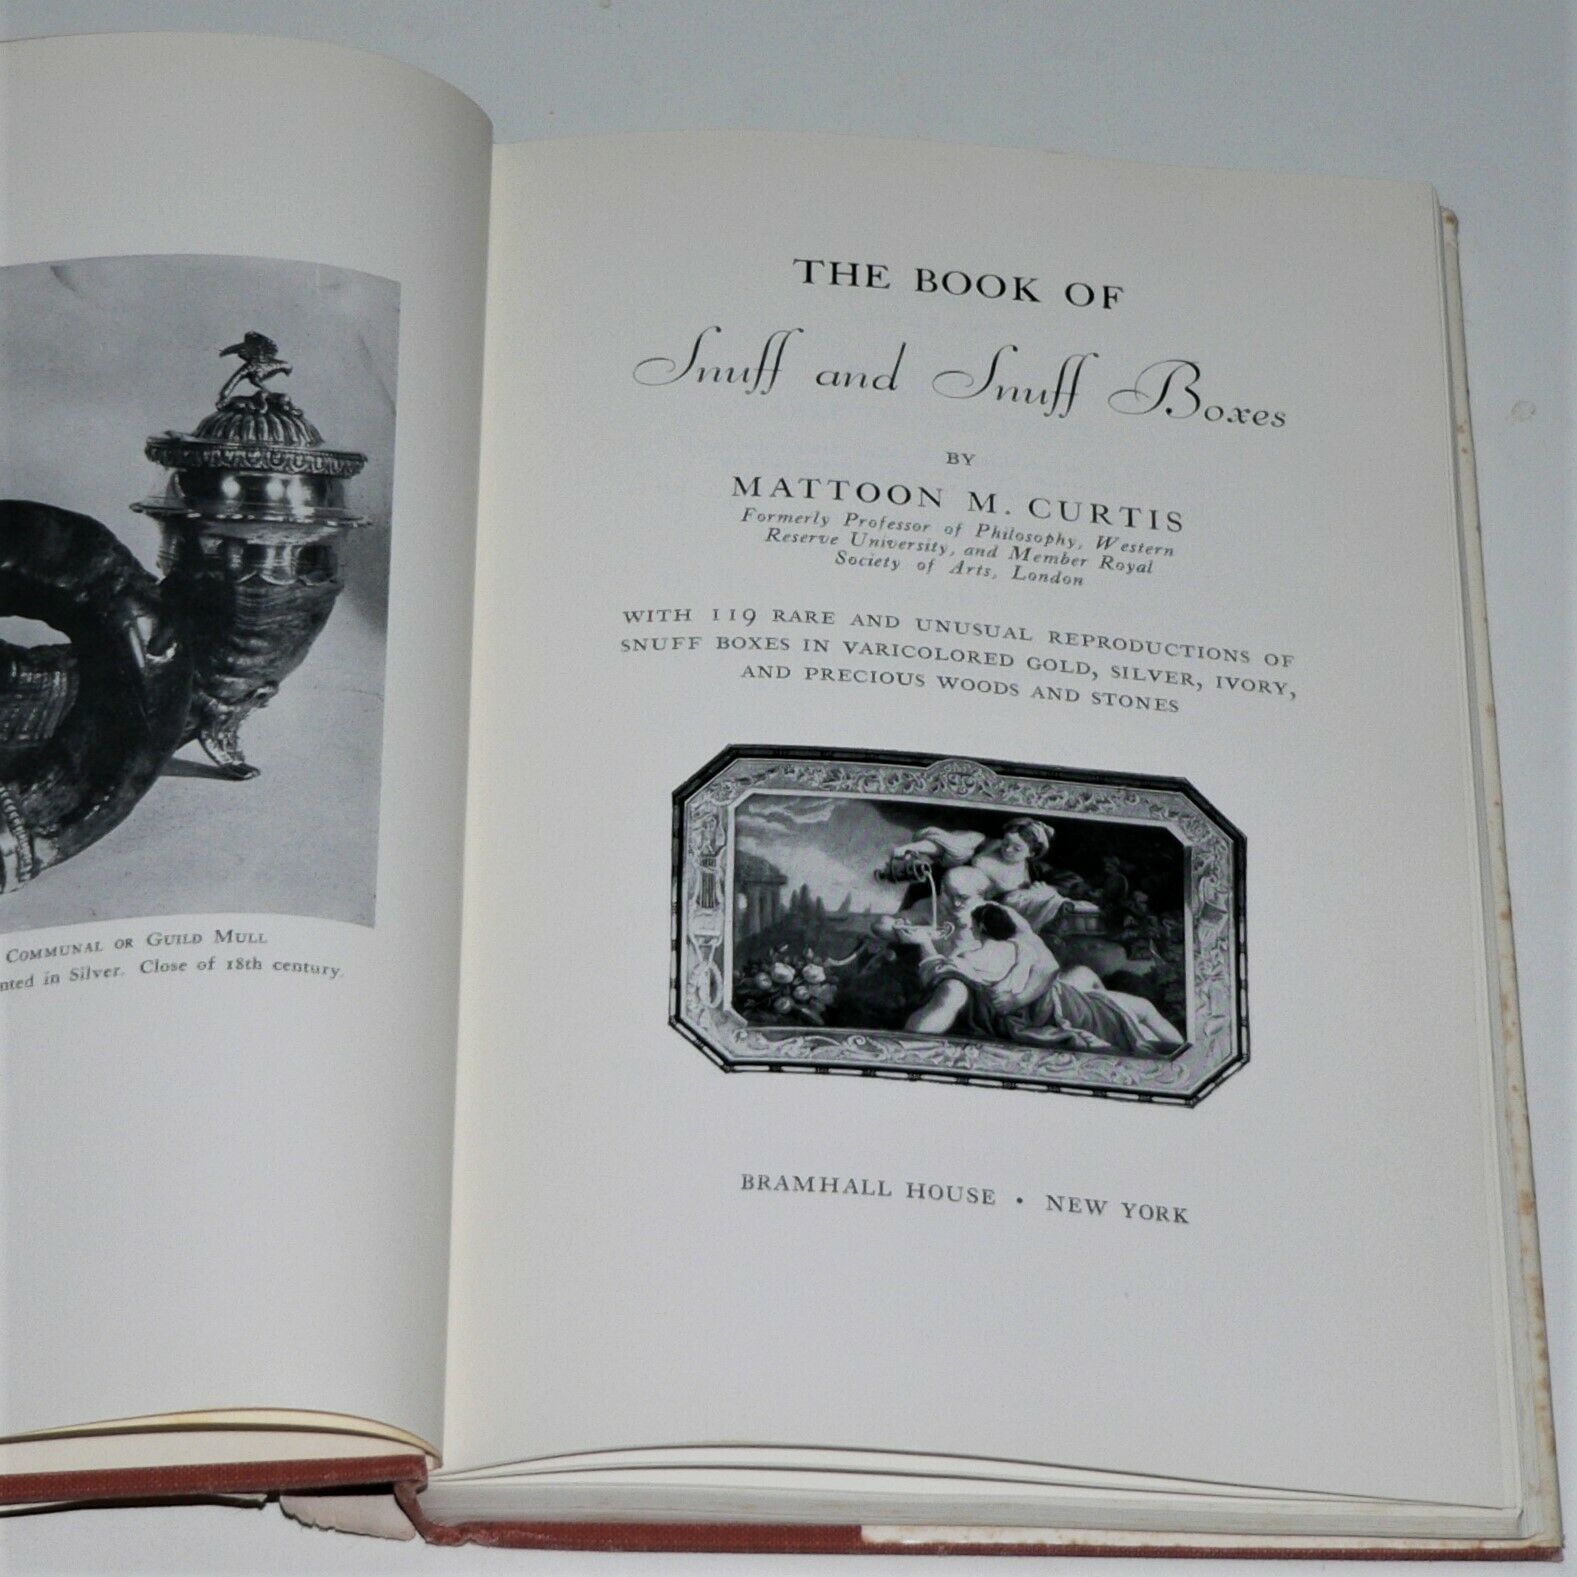 COMMUNAL OR GUILD MULL
in Silver. Close of 18th century.
THE BOOK OF
Snuff and Snuff Boxes
BY
MATTOON M. CURTIS
Formerly Professor of Philosophy, Western
Reserve University, and Member Royal
Society of Arts, London
WITH 119 RARE AND UNUSUAL REPRODUCTIONS OF
SNUFF BOXES IN VARICOLORED GOLD, SILVER, IVORY,
AND PRECIOUS WOODS AND STONES
BRAMHALL HOUSE • NEW YORK